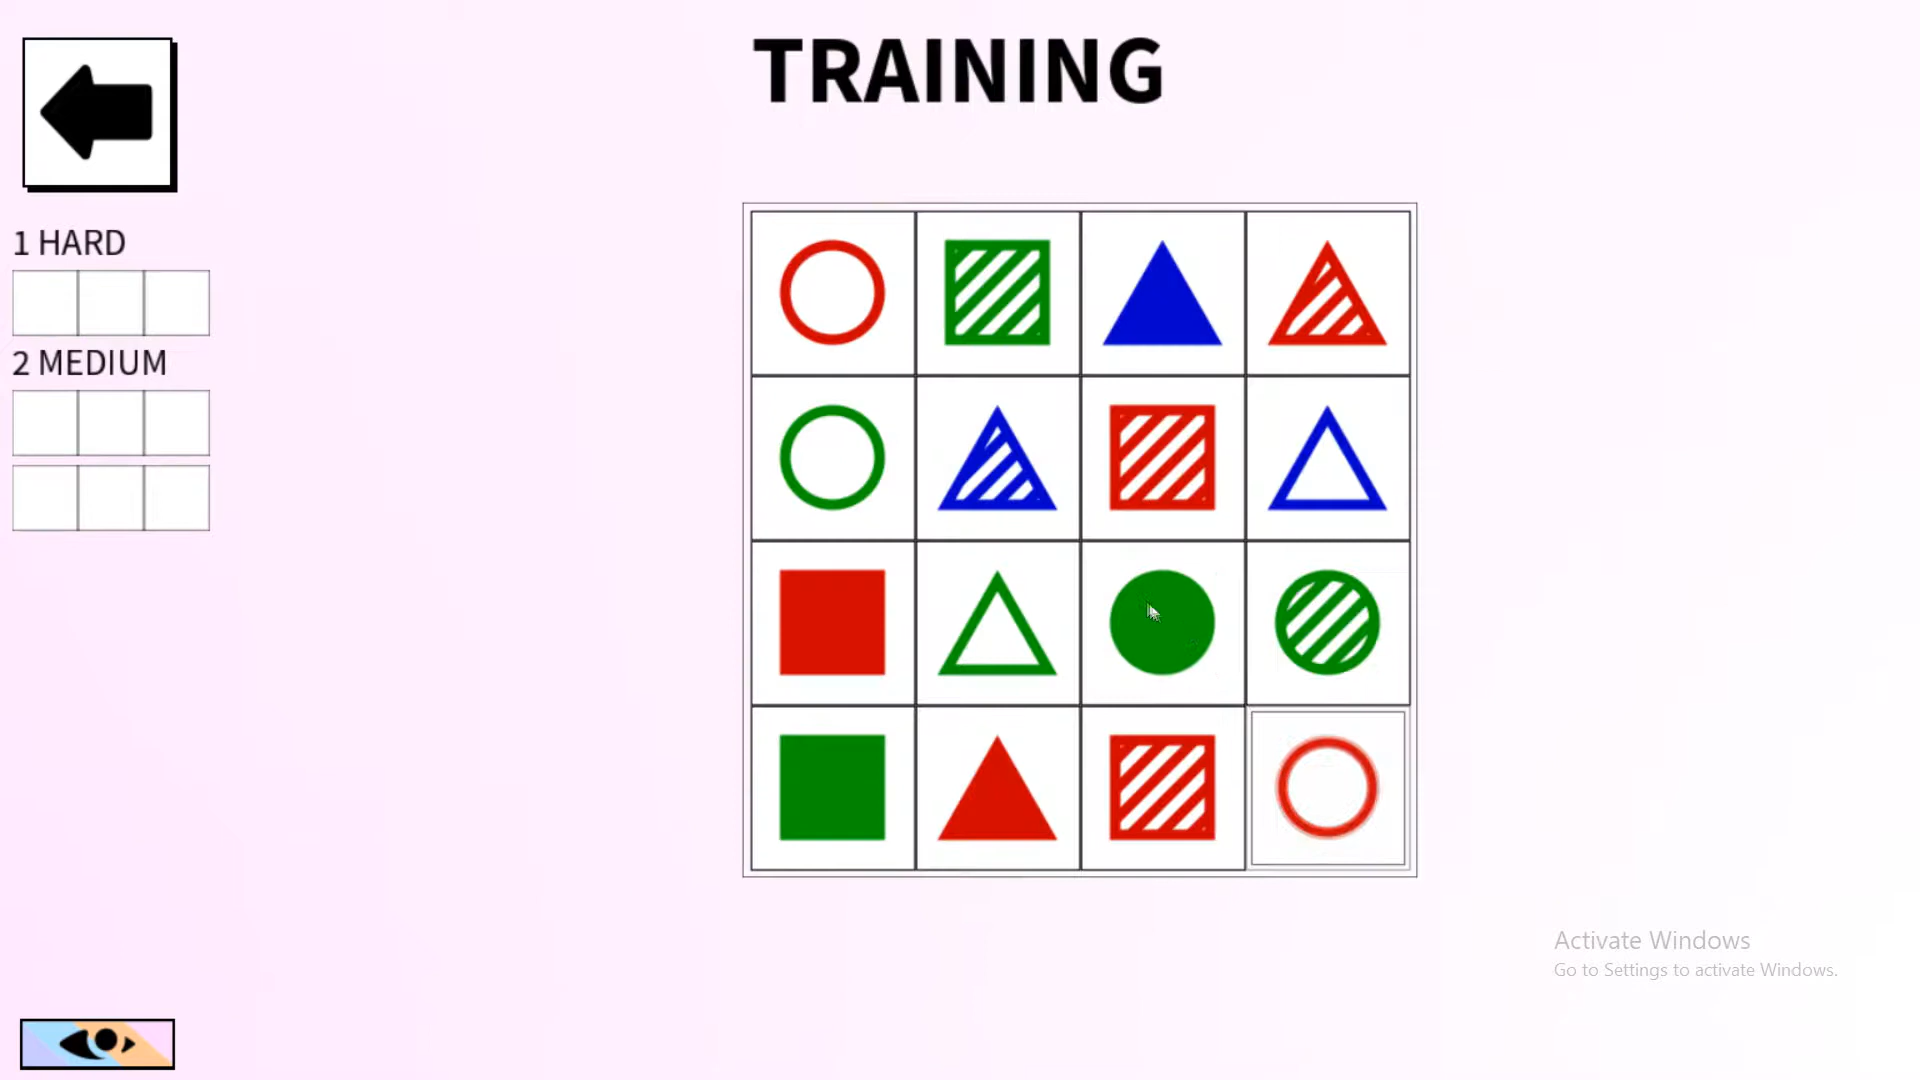 TRAINING
1 HARD
2 MEDIUM
Activate Windows
Go to Settings to activate Windows.